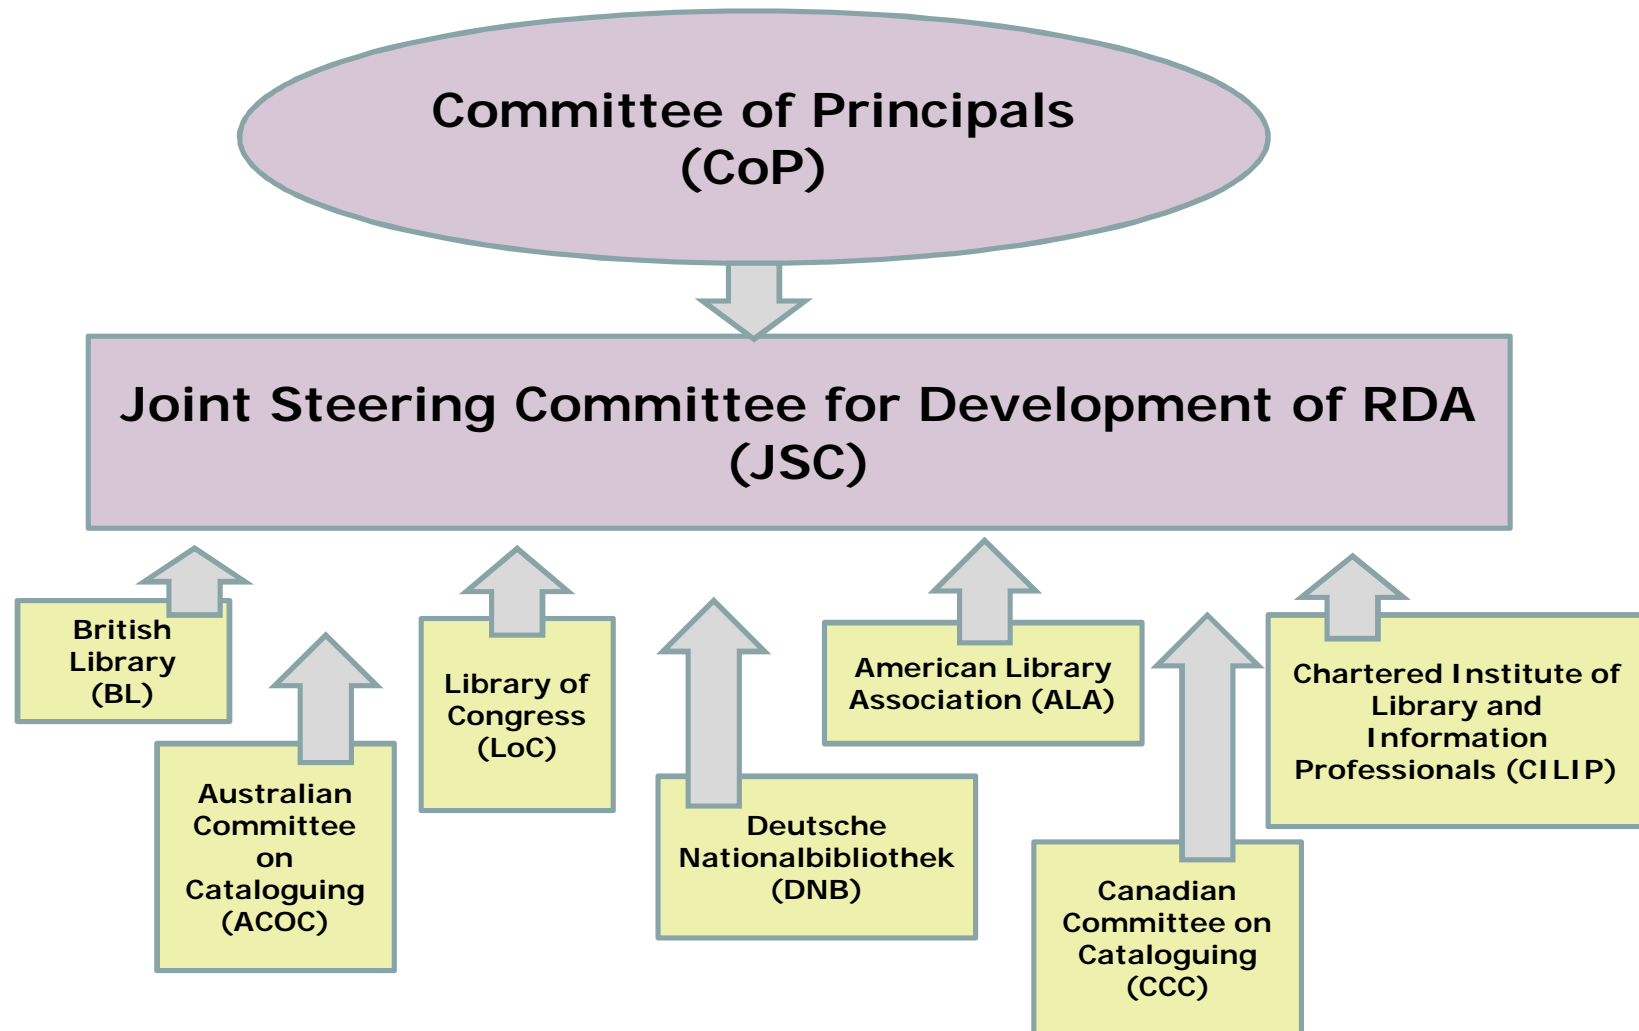 Committee of Principals
(CoP)
Joint Steering Committee for Development of RDA
(JSC)
British
Library
(BL)
Australian
Committee
on
Cataloguing
(ACOC)
Library of
Congress
(LoC)
Deutsche
Nationalbibliothek
(DNB)
American Library
Association (ALA)
Canadian
Committee on
Cataloguing
(CCC)
Chartered Institute of
Library and
Information
Professionals (CILIP)